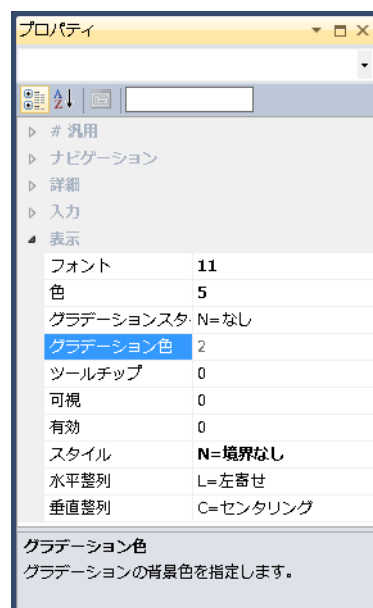 プロパティ
# 汎用
ナビゲーション
詳細
入力
表示
フォント 11
色 5
グラデーションスタ N=なし
グラデーション色 2
ツールチップ 0
可視 0
有効 0
スタイル N=境界なし
水平整列 L=左寄せ
垂直整列 C=センタリング
グラデーション色
グラデーションの背景色を指定します。